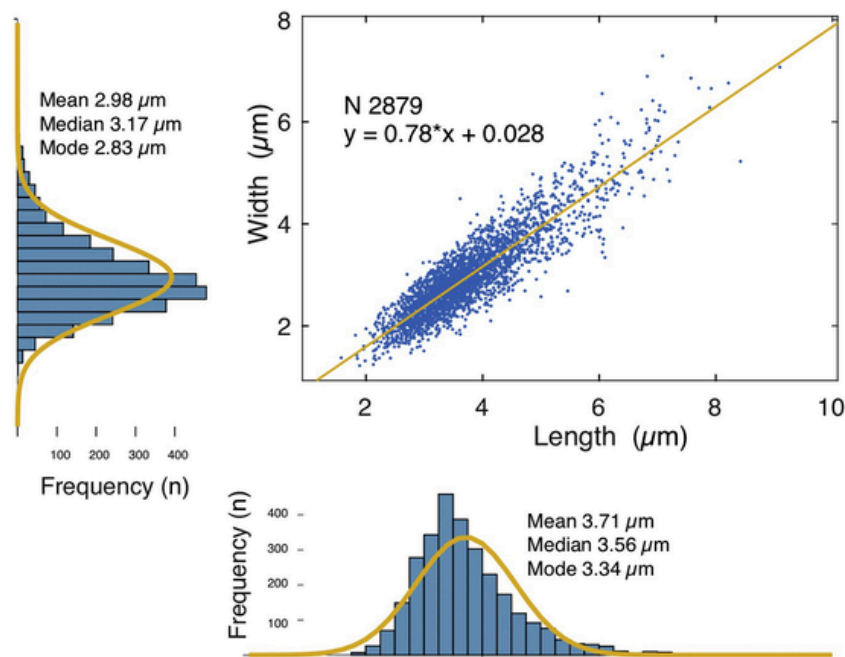 Mean 2.98 µm
Median 3.17 µm
Mode 2.83 µm
100 200 300 400
Frequency (n)
8
6
4
2
Width (µm)
N 2879
y = 0.78*x + 0.028
2 4 6 8 10
Length (µm)
Frequency (n)
400
300
200
100
Mean 3.71 µm
Median 3.56 µm
Mode 3.34 µm